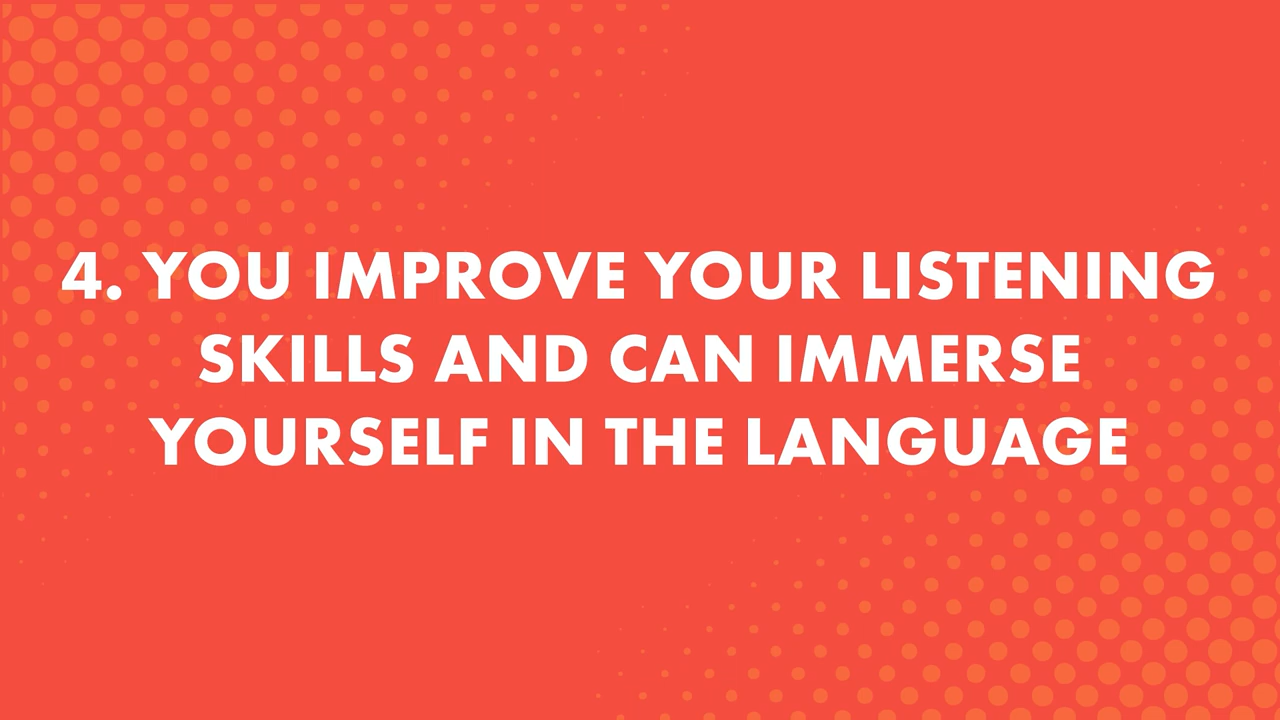 4. YOU IMPROVE YOUR LISTENING
SKILLS AND CAN IMMERSE
YOURSELF IN THE LANGUAGE